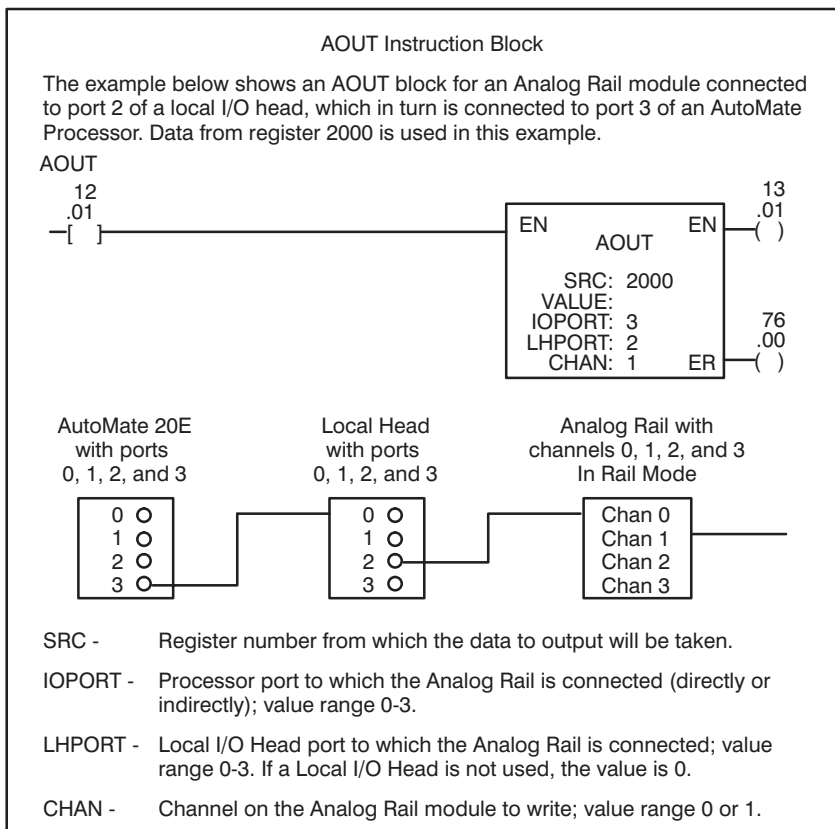 AOUT Instruction Block
The example below shows an AOUT block for an Analog Rail module connected
to port 2 of a local I/O head, which in turn is connected to port 3 of an AutoMate
Processor. Data from register 2000 is used in this example.
AOUT
12
.01
[ ]
EN
AOUT
EN
13
.01
( )
SRC: 2000
VALUE:
IOPORT: 3
LHPORT: 2
CHAN: 1
ER
76
.00
( )
AutoMate 20E
with ports
0, 1, 2, and 3
0
1
2
3
Local Head
with ports
0, 1, 2, and 3
0
1
2
3
Analog Rail with
channels 0, 1, 2, and 3
In Rail Mode
Chan 0
Chan 1
Chan 2
Chan 3
SRC - Register number from which the data to output will be taken.
IOPORT - Processor port to which the Analog Rail is connected (directly or
indirectly); value range 0-3.
LHPORT - Local I/O Head port to which the Analog Rail is connected; value
range 0-3. If a Local I/O Head is not used, the value is 0.
CHAN - Channel on the Analog Rail module to write; value range 0 or 1.